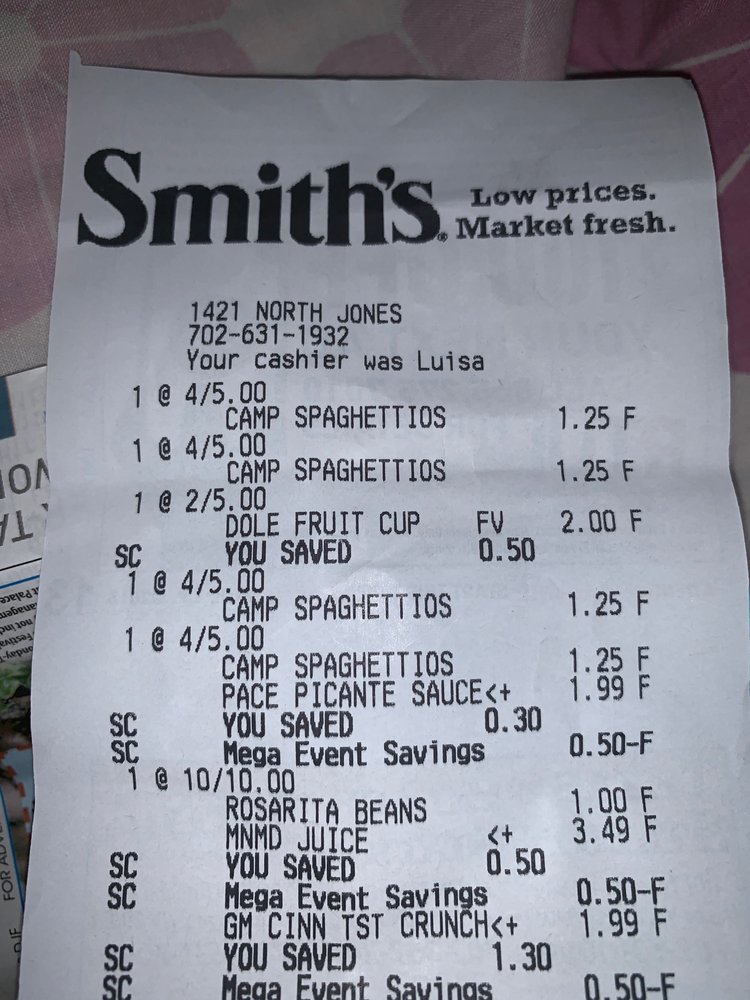 Smith's. Low prices.
Market fresh.
1421 NORTH JONES
702-631-1932
Your cashier was Luisa
1 @ 4/5.00
CAMP SPAGHETTIOS 1.25 F
1 @ 4/5.00
CAMP SPAGHETTIOS 1.25 F
1 @ 2/5.00
DOLE FRUIT CUP FV 2.00 F
SC YOU SAVED 0.50
1 @ 4/5.00
CAMP SPAGHETTIOS 1.25 F
1 @ 4/5.00
CAMP SPAGHETTIOS 1.25 F
PACE PICANTE SAUCE<+ 1.99 F
SC YOU SAVED 0.30
SC Mega Event Savings 0.50-F
1 @ 10/10.00
ROSARITA BEANS 1.00 F
MNMD JUICE <+ 3.49 F
SC YOU SAVED 0.50
SC Mega Event Savings 0.50-F
GM CINN TST CRUNCH<+ 1.99 F
SC YOU SAVED 1.30
SC Mega Event Savings 0.50-F
FOR ADVE